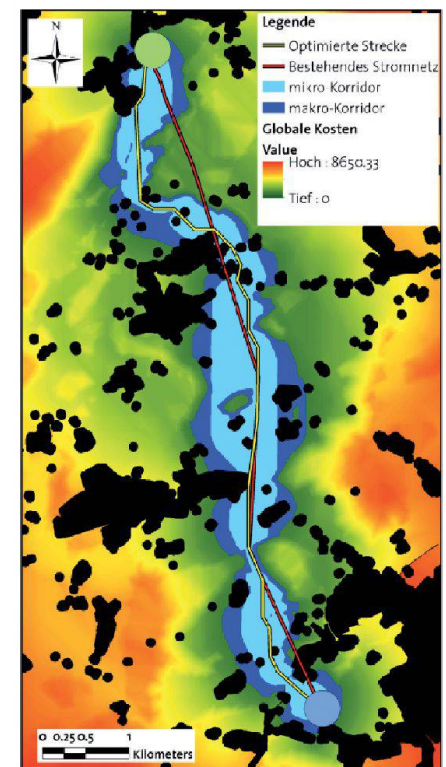 N
Legende
Optimierte Strecke
Bestehendes Stromnetz
mikro Korridor
makro-Korridor
Globale Kosten
Value
Hoch : 8650.33
Tief : 0
0 0.25 0.5 1
Kilometers